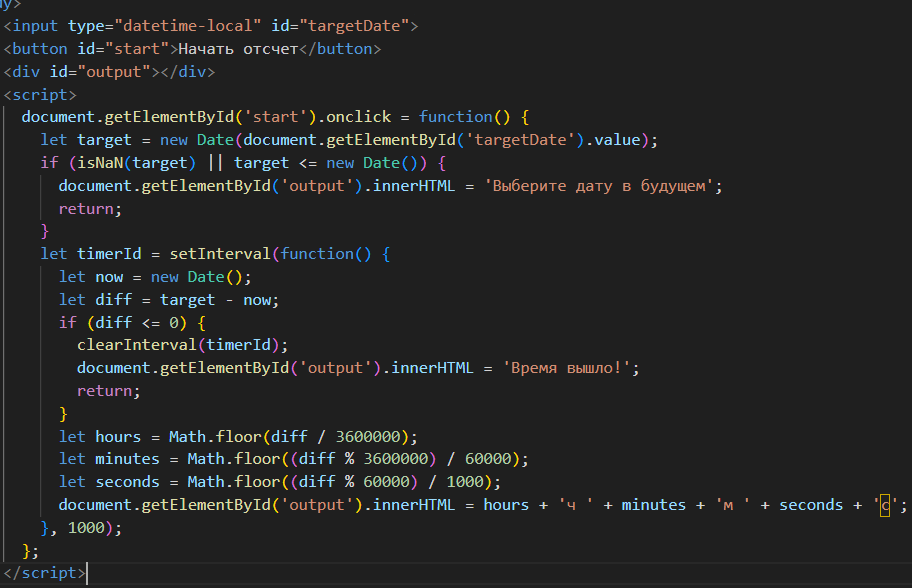 dy>
<input type="datetime-local" id="targetDate">
<button id="start">Начать отсчет</button>
<div id="output"></div>
<script>
document.getElementById('start').onclick = function() {
let target = new Date(document.getElementById('targetDate').value);
if (isNaN(target) || target <= new Date()) {
document.getElementById('output').innerHTML = 'Выберите дату в будущем';
return;
}
let timerId = setInterval(function() {
let now = new Date();
let diff = target - now;
if (diff <= 0) {
clearInterval(timerId);
document.getElementById('output').innerHTML = 'Время вышло!';
return;
}
let hours = Math.floor(diff / 3600000);
let minutes = Math.floor((diff % 3600000) / 60000);
let seconds = Math.floor((diff % 60000) / 1000);
document.getElementById('output').innerHTML = hours + 'ч ' + minutes + 'м ' + seconds + 'с';
}, 1000);
};
</script>